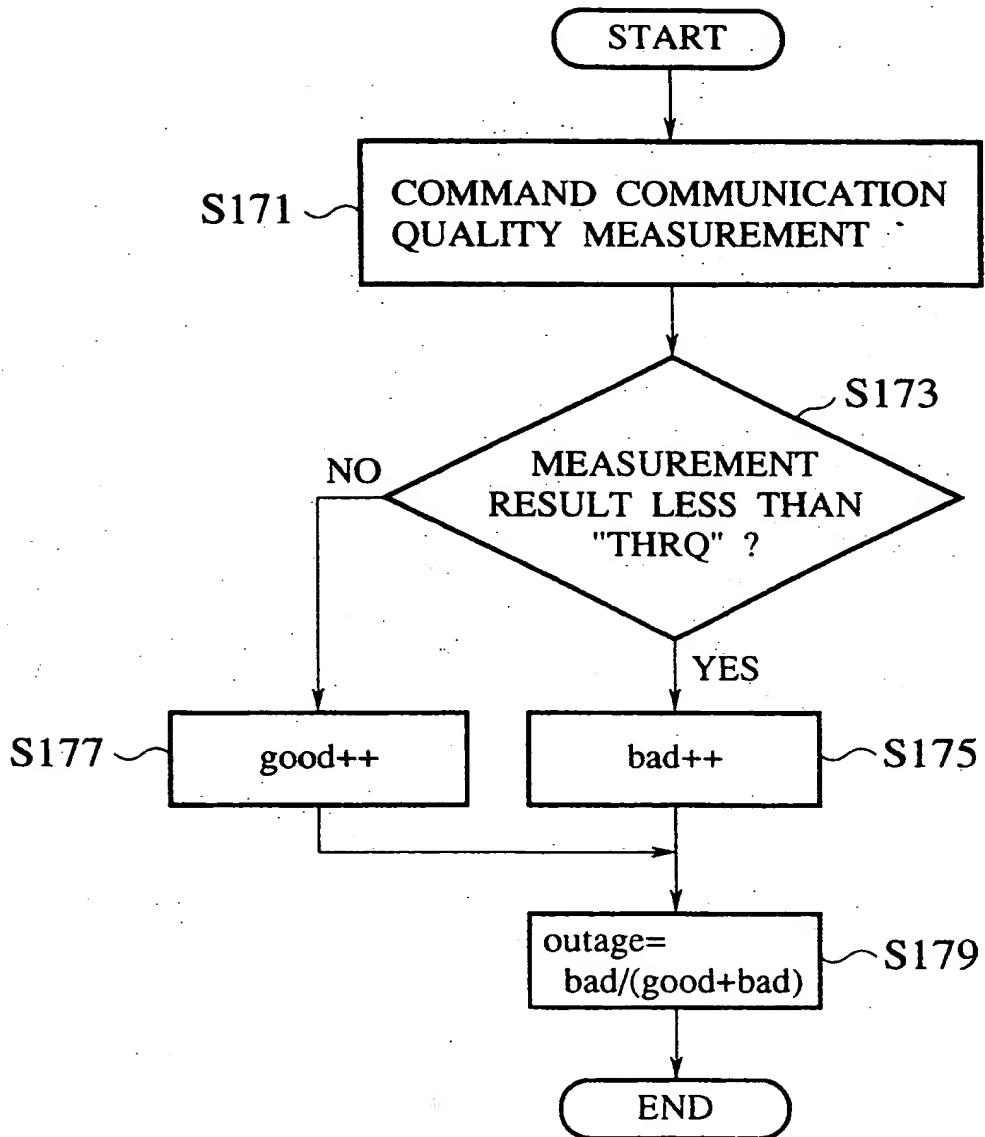 START
S171
COMMAND COMMUNICATION
QUALITY MEASUREMENT
S173
MEASUREMENT
RESULT LESS THAN
"THRQ" ?
NO
YES
S177
good++
bad++
S175
outage=
bad/(good+bad)
S179
END